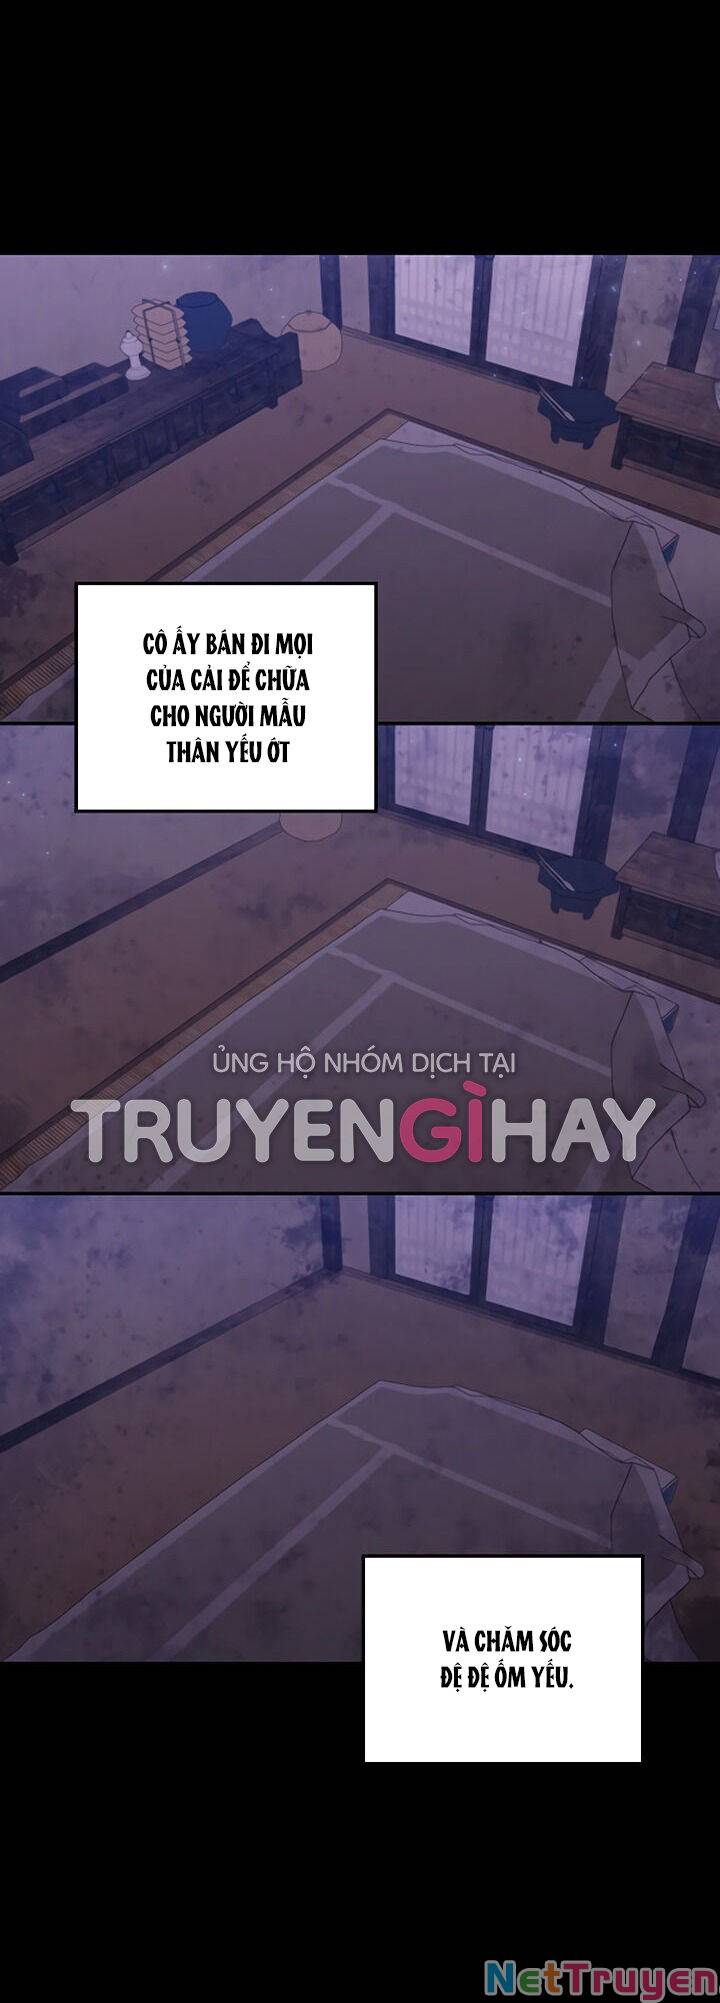 CÔ ẤY BÁN ĐI MỌI
CỦA CẢI ĐỂ CHỮA
CHO NGƯỜI MẪU
THÂN YẾU ỚT
ỦNG HỘ NHÓM DỊCH TẠI
TRUYENGÌHAY
VÀ CHĂM SÓC
ĐỆ ĐỆ ỐM YẾU.
NetTruyen